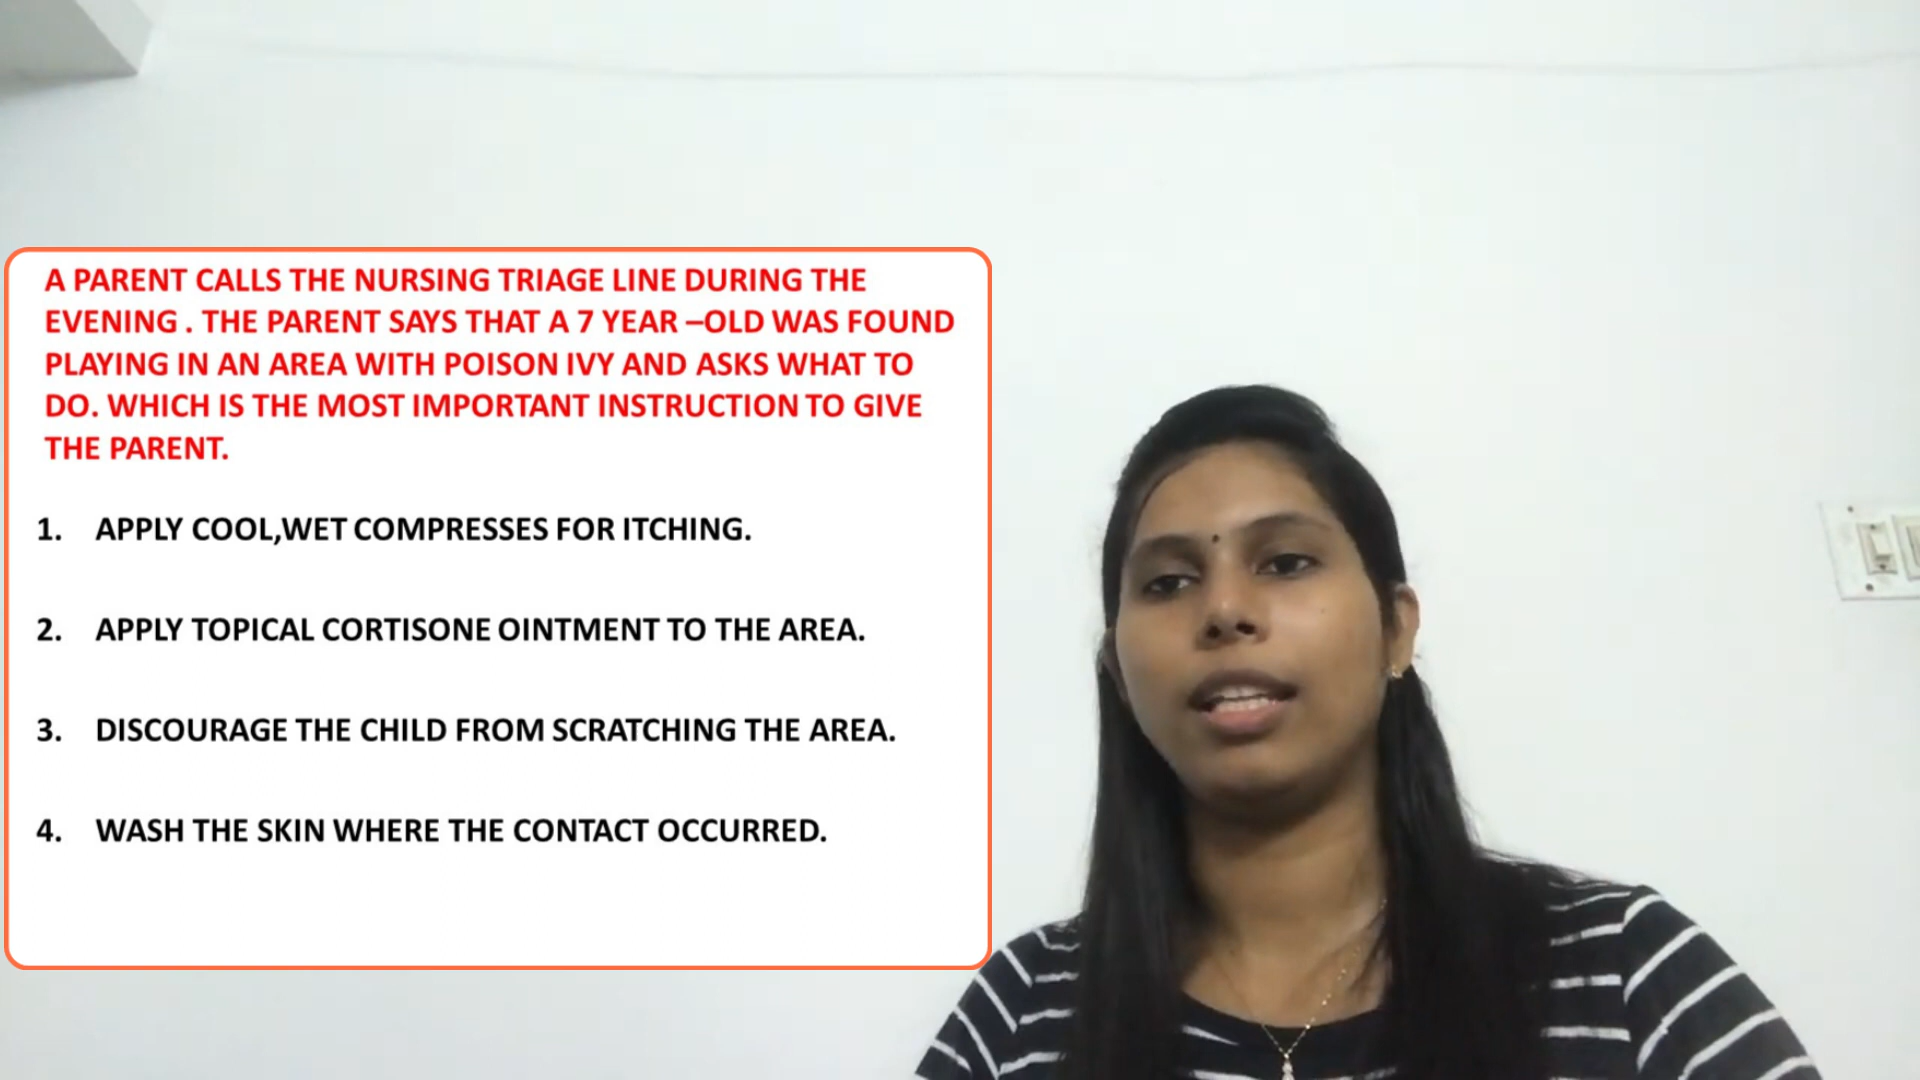 A PARENT CALLS THE NURSING TRIAGE LINE DURING THE
EVENING . THE PARENT SAYS THAT A 7 YEAR –OLD WAS FOUND
PLAYING IN AN AREA WITH POISON IVY AND ASKS WHAT TO
DO. WHICH IS THE MOST IMPORTANT INSTRUCTION TO GIVE
THE PARENT.
1. APPLY COOL,WET COMPRESSES FOR ITCHING.
2. APPLY TOPICAL CORTISONE OINTMENT TO THE AREA.
3. DISCOURAGE THE CHILD FROM SCRATCHING THE AREA.
4. WASH THE SKIN WHERE THE CONTACT OCCURRED.